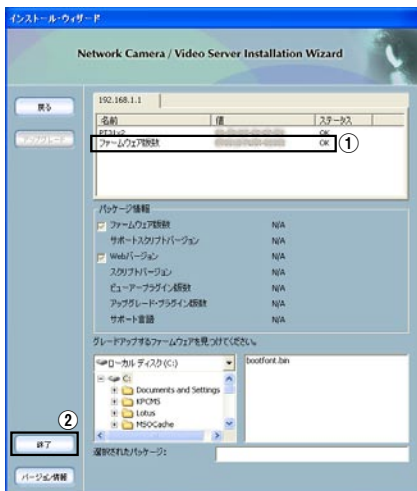 インストール・ウィザード
Network Camera / Video Server Installation Wizard
戻る
アップグレード
192.168.1.1
名前 値 ステータス
PT31v2 OK
ファームウェア版数 OK ①
パッケージ情報
ファームウェア版数 N/A
サポートスクリプトバージョン N/A
Webバージョン N/A
スクリプトバージョン N/A
ビューアープラグイン版数 N/A
アップグレード・プラグイン版数 N/A
サポート言語 N/A
グレードアップするファームウェアを見つけてください。
ローカル ディスク (C:) bootfont.bin
C:
Documents and Settings
KPCMS
Lotus
MSOCache
②
終了
選択されたパッケージ:
バージョン情報